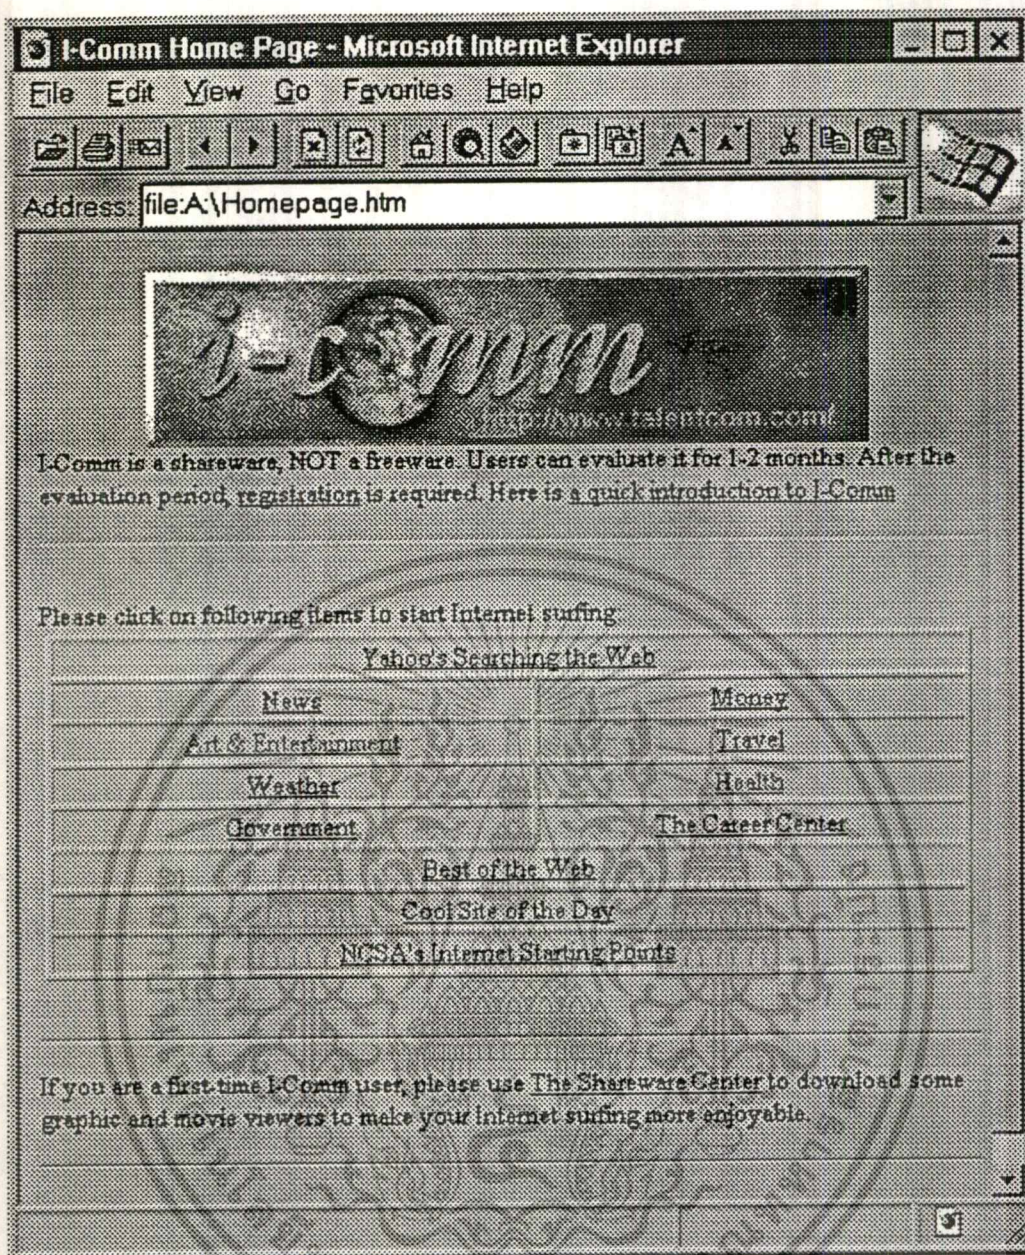 I-Comm Home Page - Microsoft Internet Explorer
File Edit View Go Favorites Help
Address: file:A:\Homepage.htm
i-comm
http://www.talentcom.com/
I-Comm is a shareware, NOT a freeware. Users can evaluate it for 1-2 months. After the
evaluation period, registration is required. Here is a quick introduction to I-Comm
Please click on following items to start Internet surfing:
Yahoo's Searching the Web
News Money
Art & Entertainment Travel
Weather Health
Government The Career Center
Best of the Web
Cool Site of the Day
NCSA's Internet Starting Points
If you are a first-time I-Comm user, please use The Shareware Center to download some
graphic and movie viewers to make your Internet surfing more enjoyable.